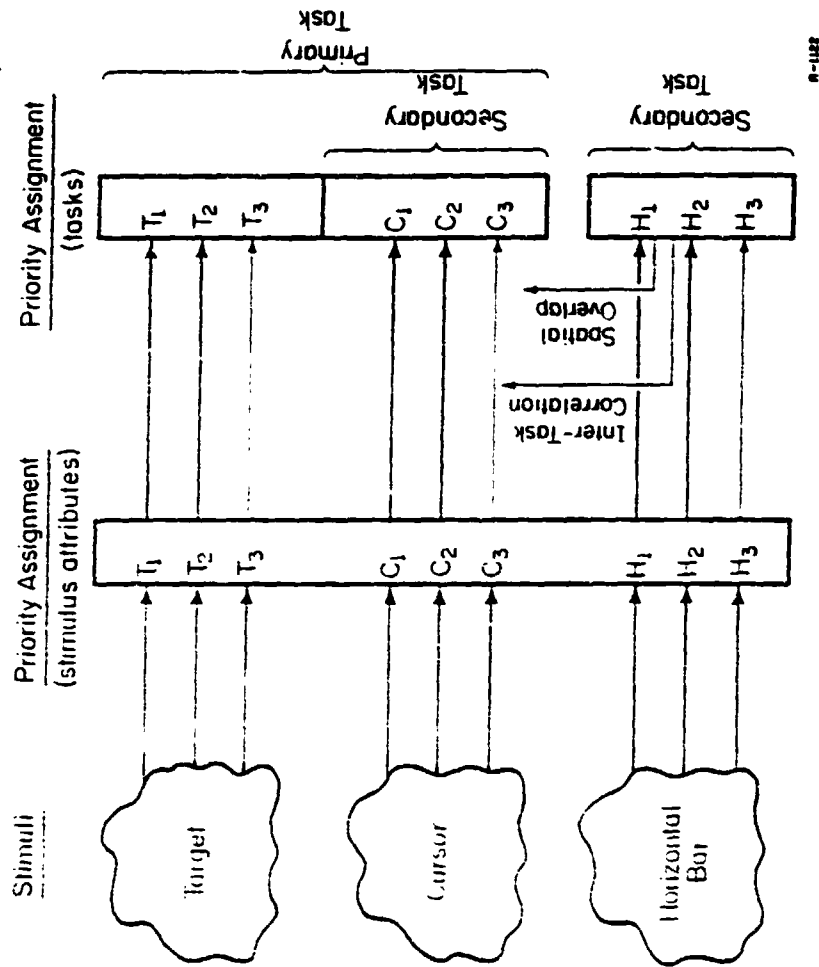 Stimuli
Priority Assignment
(stimulus attributes)
Priority Assignment
(tasks)
Target
T1
T2
T3
T1
T2
T3
Primary
Task
Cursor
C1
C2
C3
C1
C2
C3
Secondary
Task
Inter-Task
Correlation
Spatial
Overlap
Horizontal
Bar
H1
H2
H3
H1
H2
H3
Secondary
Task
R-1122